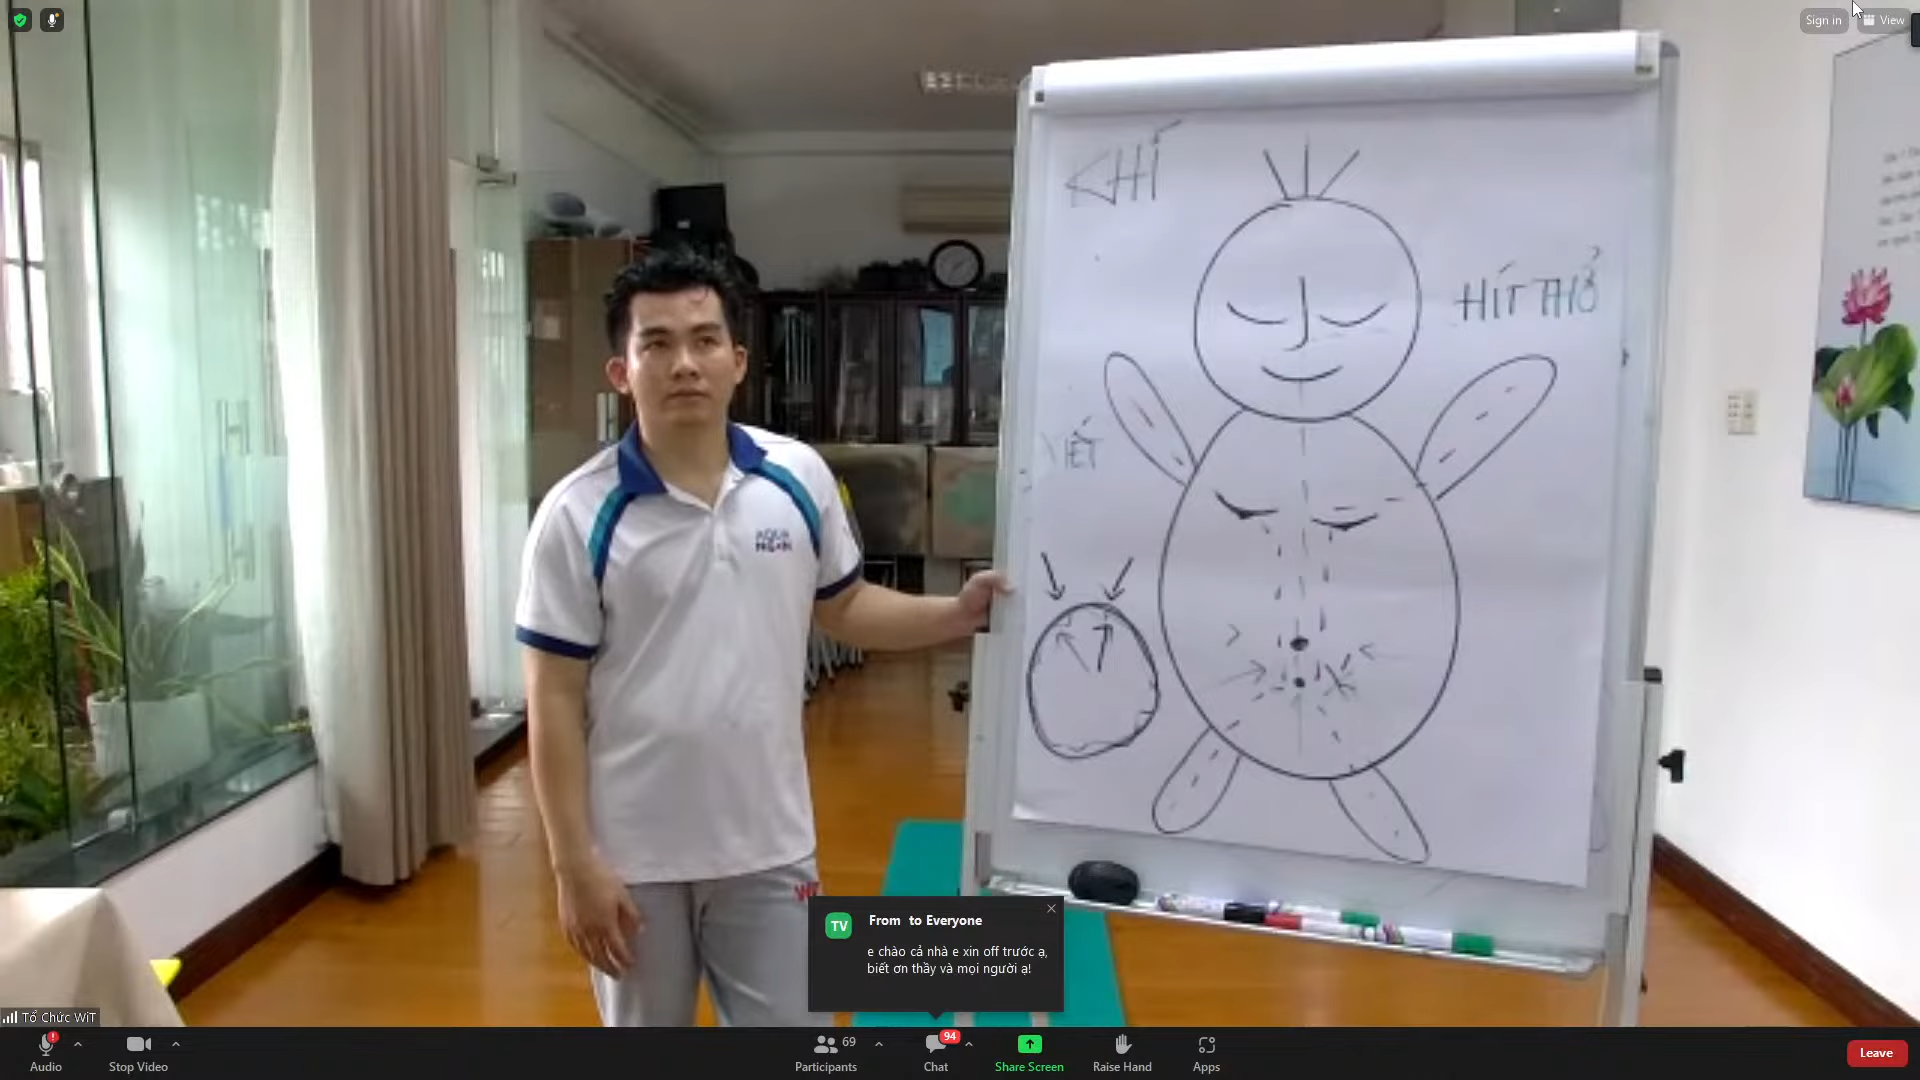 Sign in
View
KHÍ
HÍT THỞ
TV
From to Everyone
e chào cả nhà e xin off trước ạ,
biết ơn thầy và mọi người ạ!
Tổ Chức WiT
Audio
Stop Video
Participants
69
Chat
94
Share Screen
Raise Hand
Apps
Leave